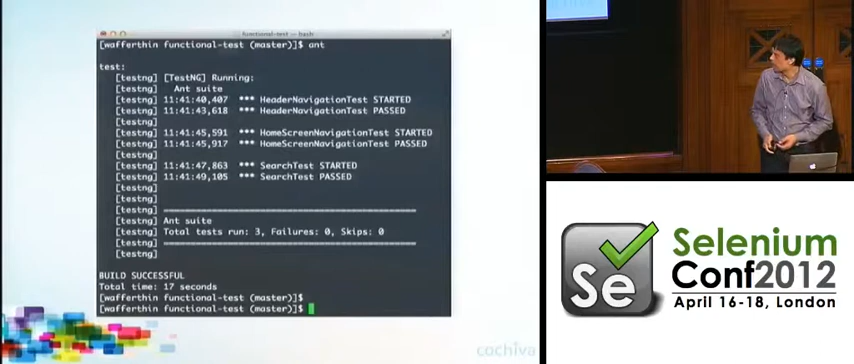 functional-test — bash
[wafferthin functional-test (master)]$ ant
test:
[testng] [TestNG] Running:
[testng]   Ant suite
[testng] 11:41:40,407 *** HeaderNavigationTest STARTED
[testng] 11:41:43,618 *** HeaderNavigationTest PASSED
[testng]
[testng] 11:41:45,591 *** HomeScreenNavigationTest STARTED
[testng] 11:41:45,917 *** HomeScreenNavigationTest PASSED
[testng]
[testng] 11:41:47,863 *** SearchTest STARTED
[testng] 11:41:49,105 *** SearchTest PASSED
[testng]
[testng]
[testng] ===============================================
[testng] Ant suite
[testng] Total tests run: 3, Failures: 0, Skips: 0
[testng] ===============================================
[testng]
BUILD SUCCESSFUL
Total time: 17 seconds
[wafferthin functional-test (master)]$
[wafferthin functional-test (master)]$
cochiva
Se
Selenium
Conf2012
April 16-18, London